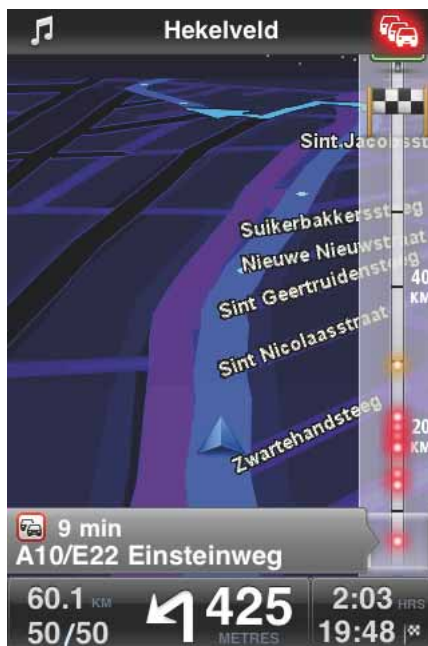 Hekelveld
Sint Jacobsst
Suikerbakkerssteeg
Nieuwe Nieuwstraat
Sint Geertruidensteeg
40
KM
Sint Nicolaasstraat
Zwartehandsteeg
20
KM
9 min
A10/E22 Einsteinweg
60.1 KM
50/50
425
METRES
2:03 HRS
19:48